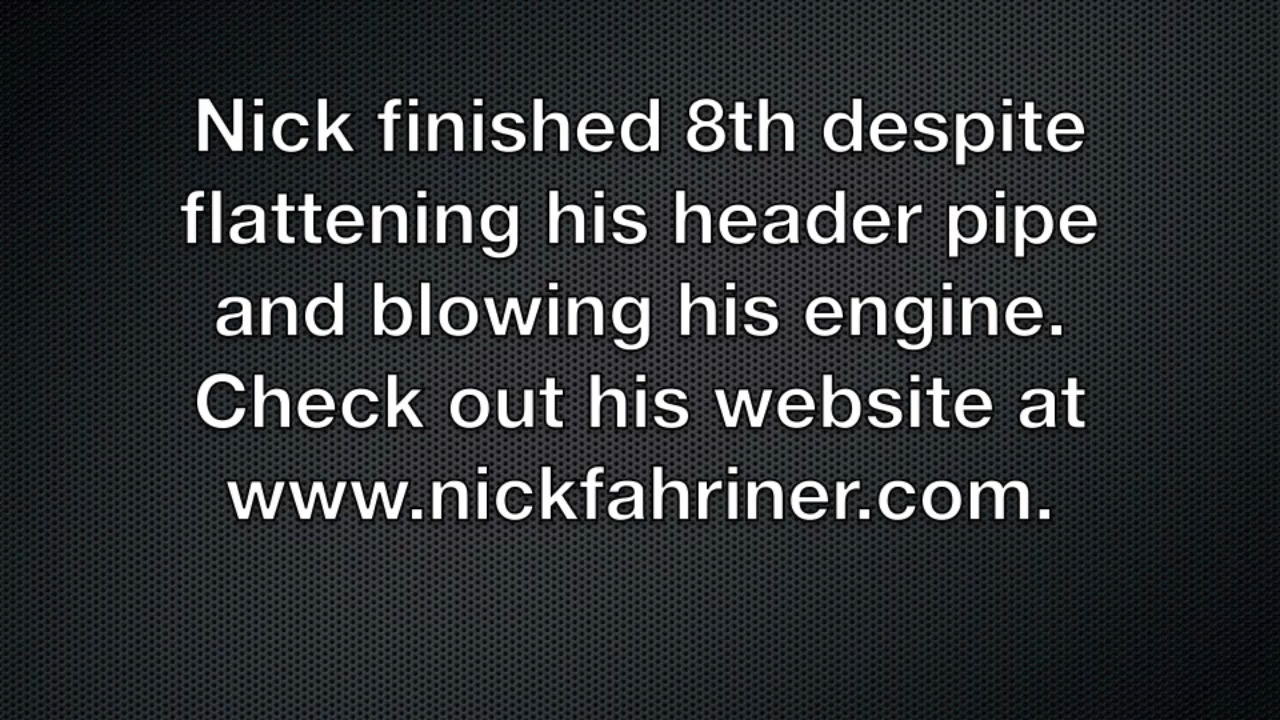 Nick finished 8th despite
flattening his header pipe
and blowing his engine.
Check out his website at
www.nickfahriner.com.